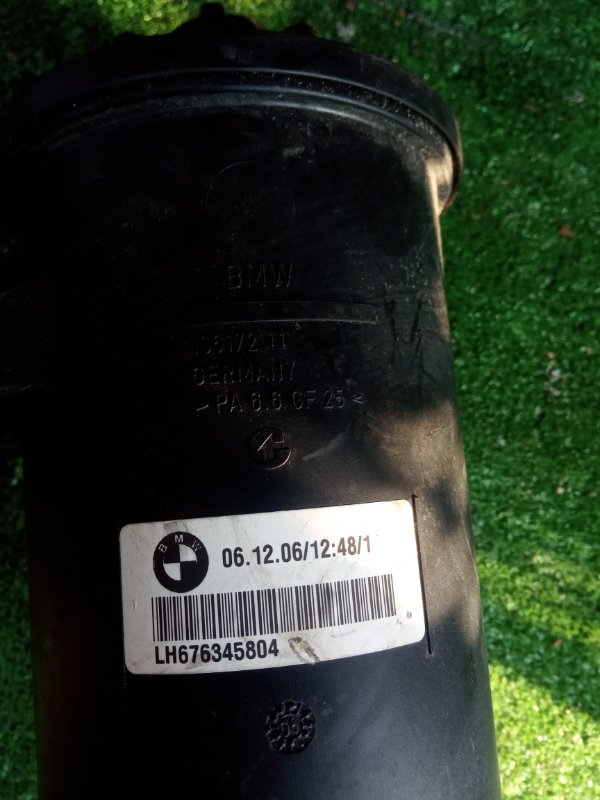 BMW
GERMANY
> PA 6.6 GF 25 <
BMW
06.12.06/12:48/1
LH676345804